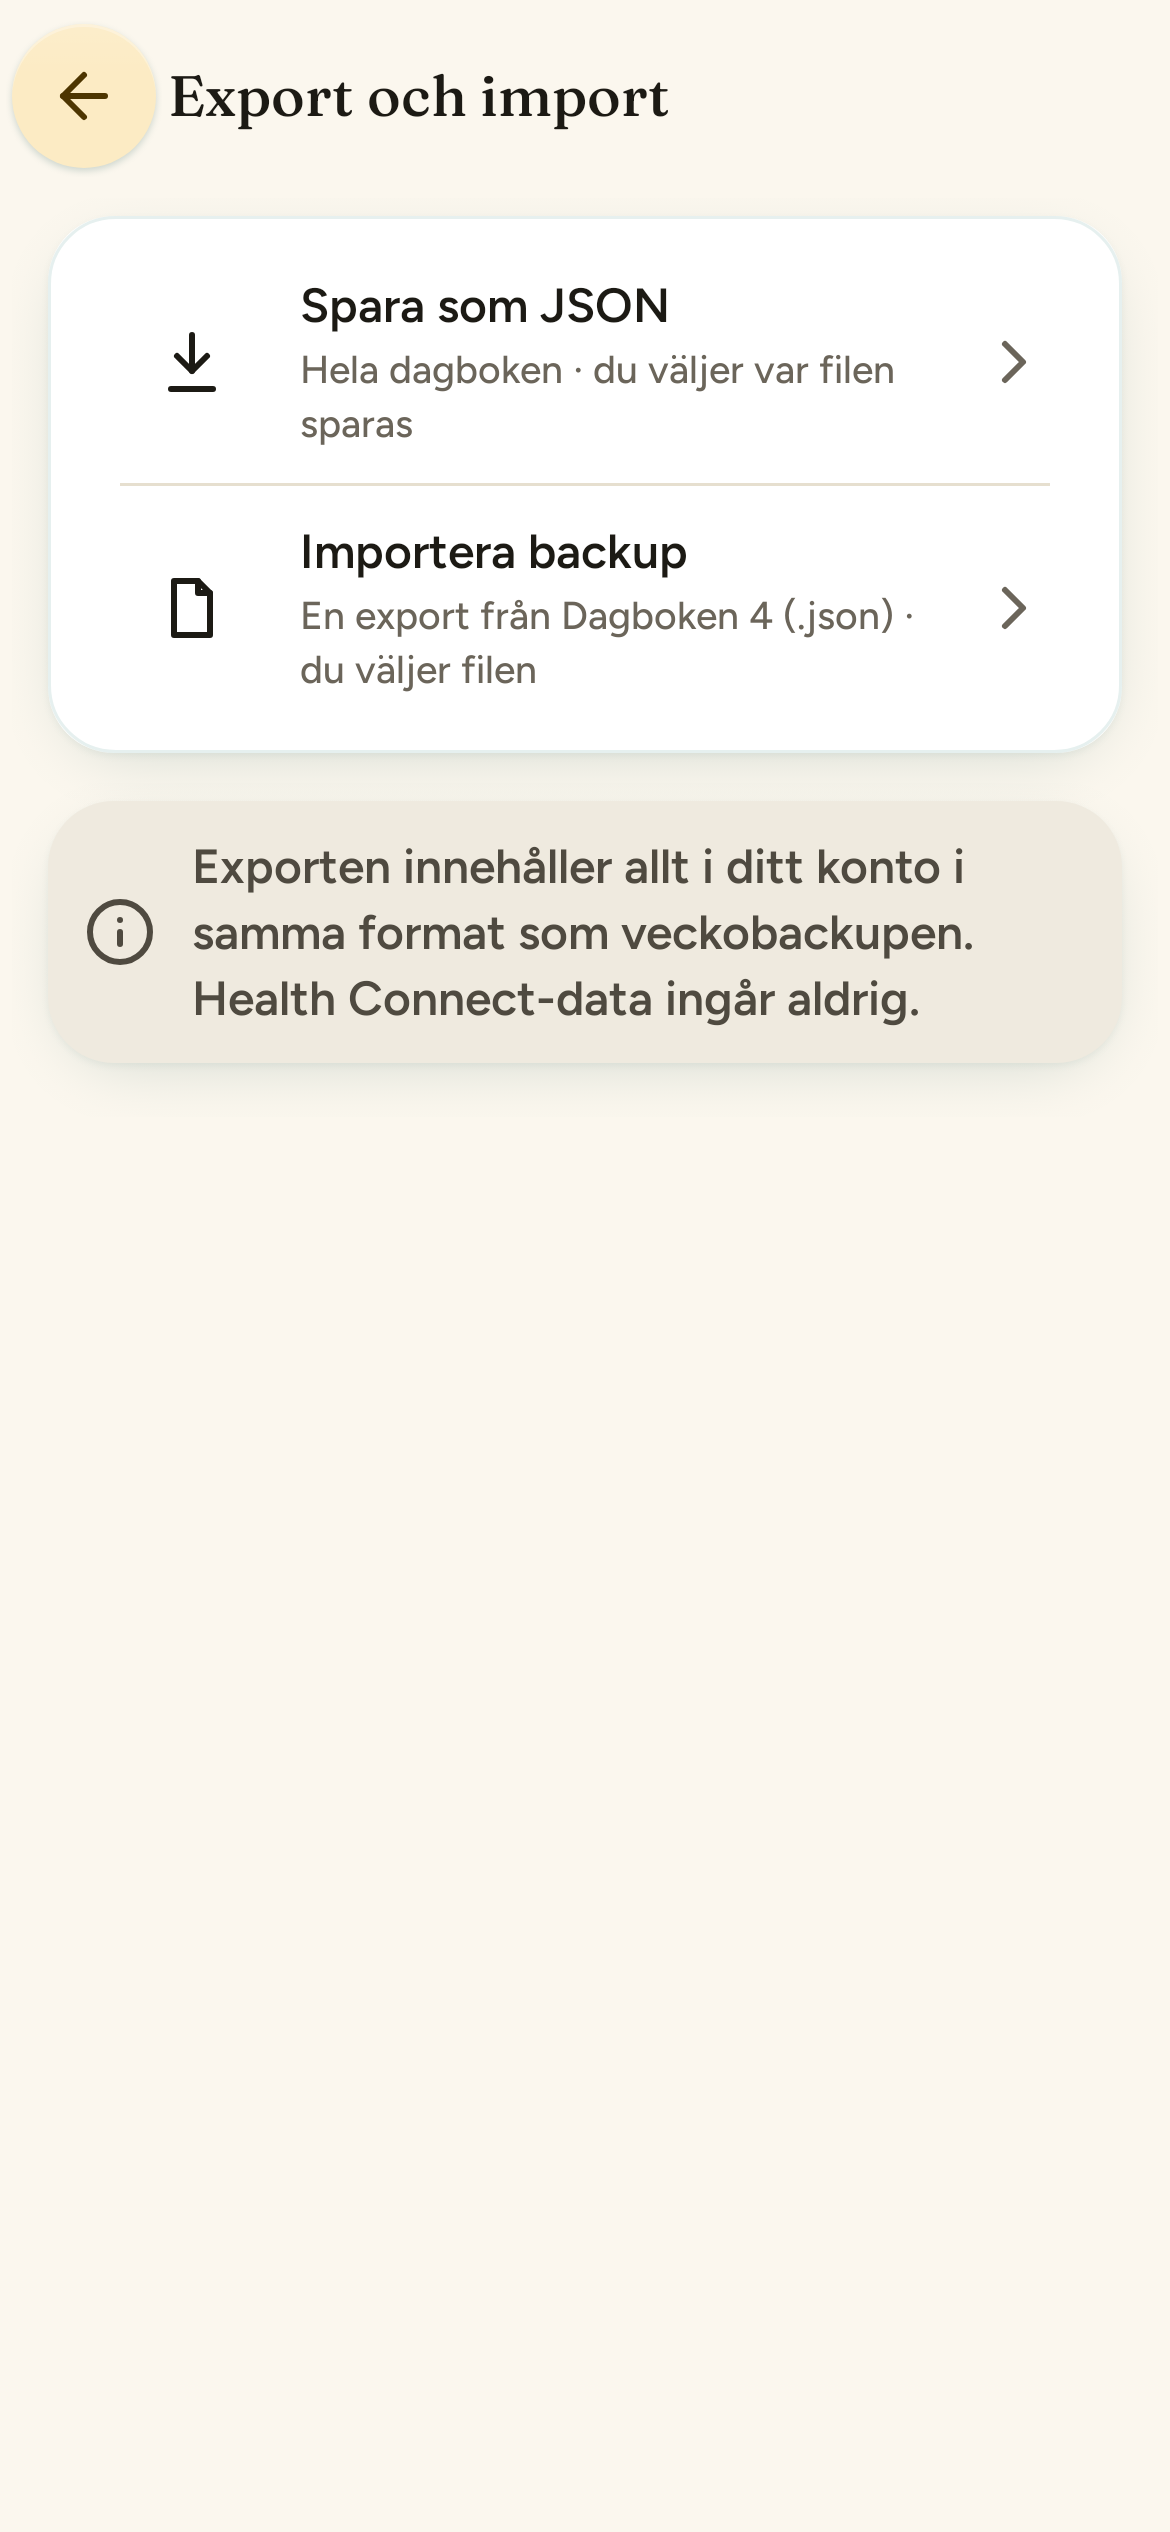 Export och import
Spara som JSON
Hela dagboken · du väljer var filen
sparas
Importera backup
En export från Dagboken 4 (.json) ·
du väljer filen
Exporten innehåller allt i ditt konto i
samma format som veckobackupen.
Health Connect-data ingår aldrig.